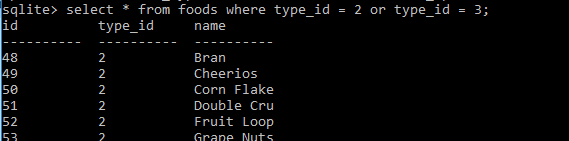 sqlite> select * from foods where type_id = 2 or type_id = 3;
id          type_id     name
----------  ----------  ----------
48          2           Bran
49          2           Cheerios
50          2           Corn Flake
51          2           Double Cru
52          2           Fruit Loop
53          2           Grape Nuts